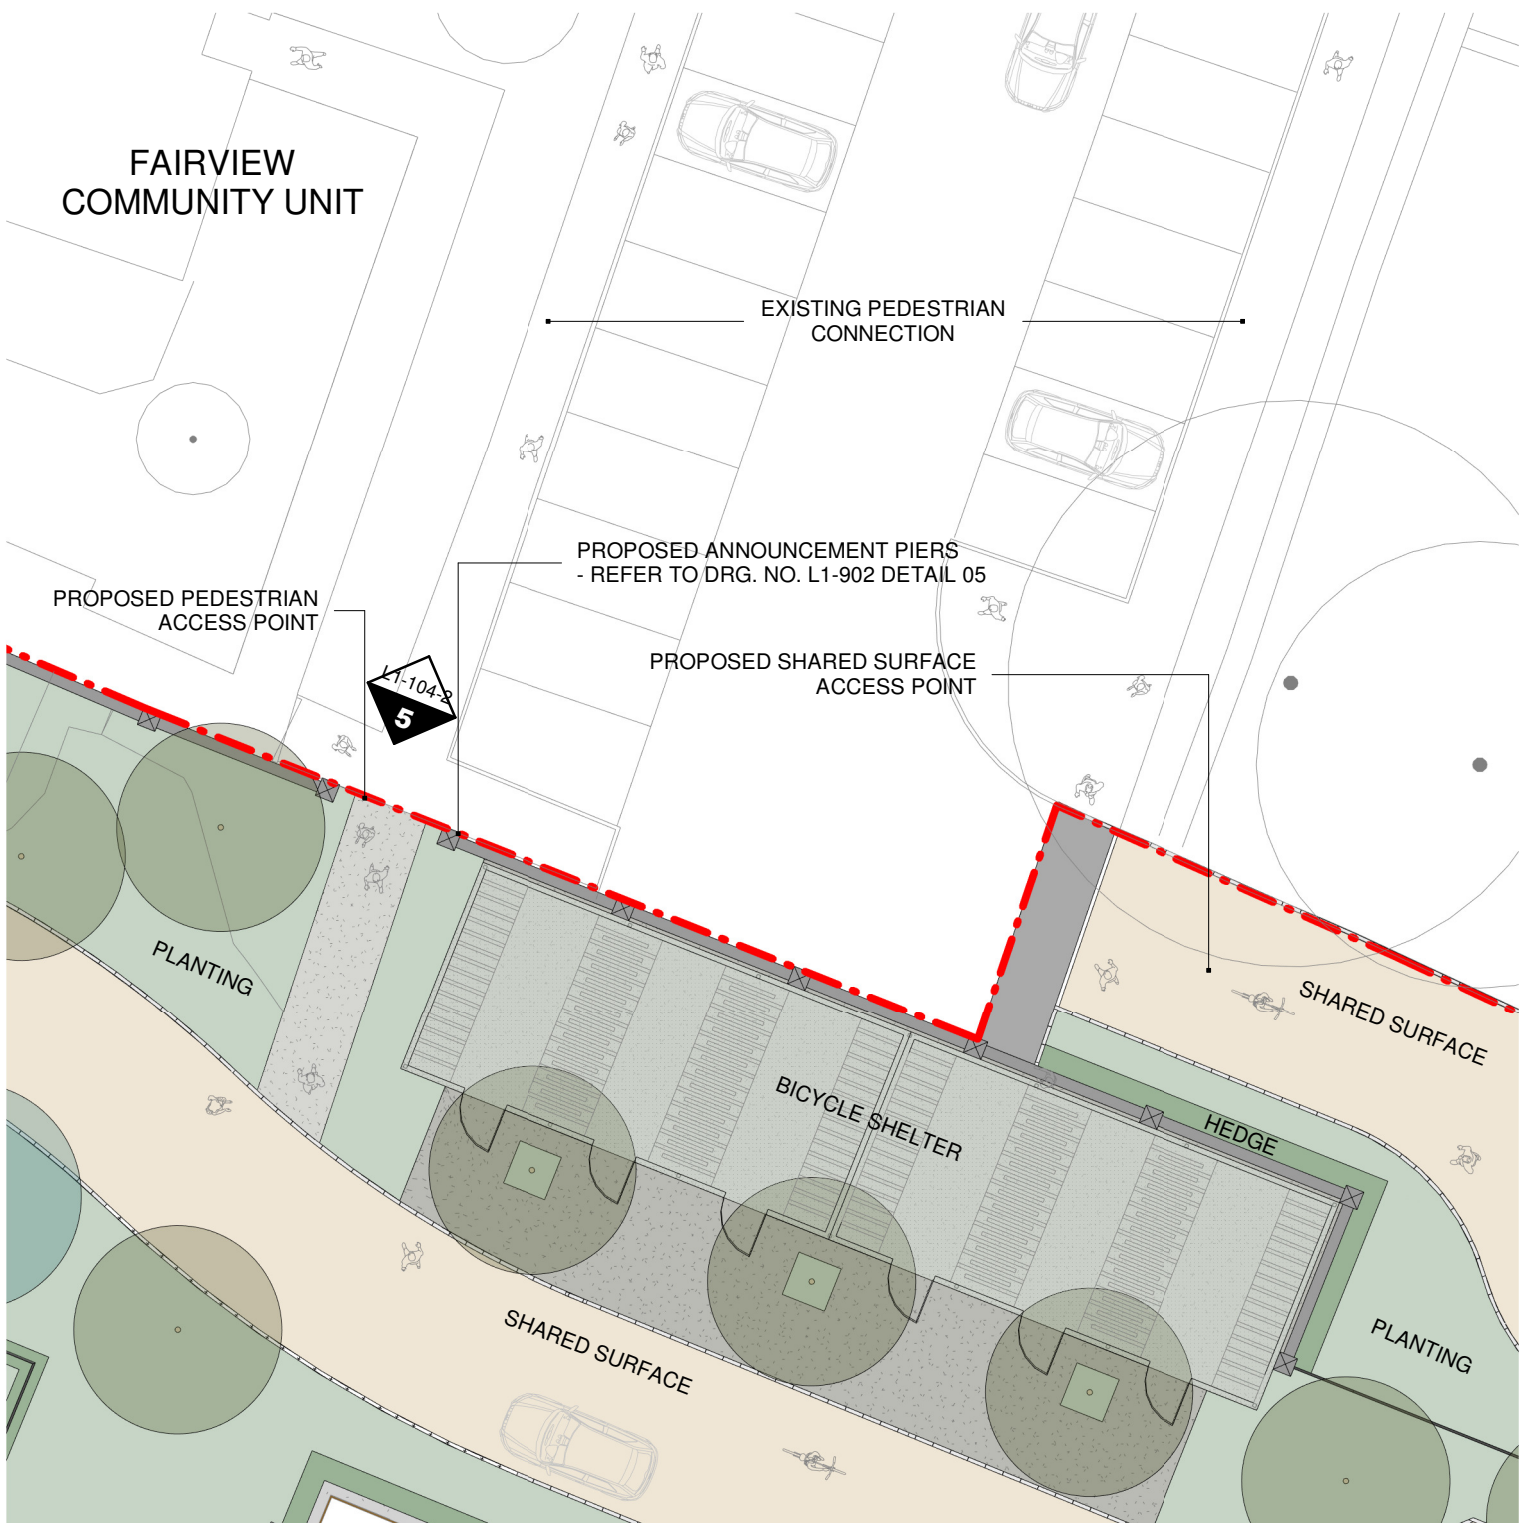 FAIRVIEW
COMMUNITY UNIT
EXISTING PEDESTRIAN
CONNECTION
PROPOSED ANNOUNCEMENT PIERS
- REFER TO DRG. NO. L1-902 DETAIL 05
PROPOSED PEDESTRIAN
ACCESS POINT
PROPOSED SHARED SURFACE
ACCESS POINT
L1-104-2
5
PLANTING
SHARED SURFACE
BICYCLE SHELTER
HEDGE
SHARED SURFACE
PLANTING